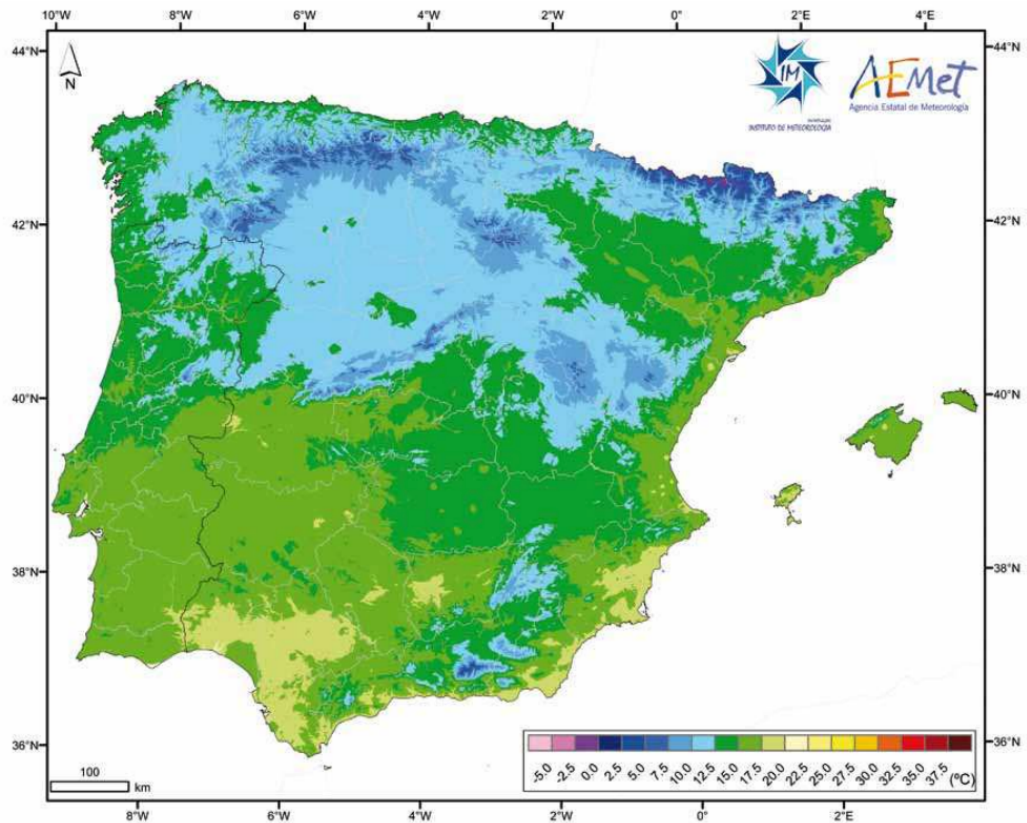 10°W 8°W 6°W 4°W 2°W 0° 2°E 4°E
44°N 44°N
N
IM
INSTITUTO DE METEOROLOGIA
AEMet
Agencia Estatal de Meteorología
42°N 42°N
40°N 40°N
38°N 38°N
36°N 36°N
-5.0 -2.5 0.0 2.5 5.0 7.5 10.0 12.5 15.0 17.5 20.0 22.5 25.0 27.5 30.0 32.5 35.0 37.5 (ºC)
100
km
8°W 6°W 4°W 2°W 0° 2°E